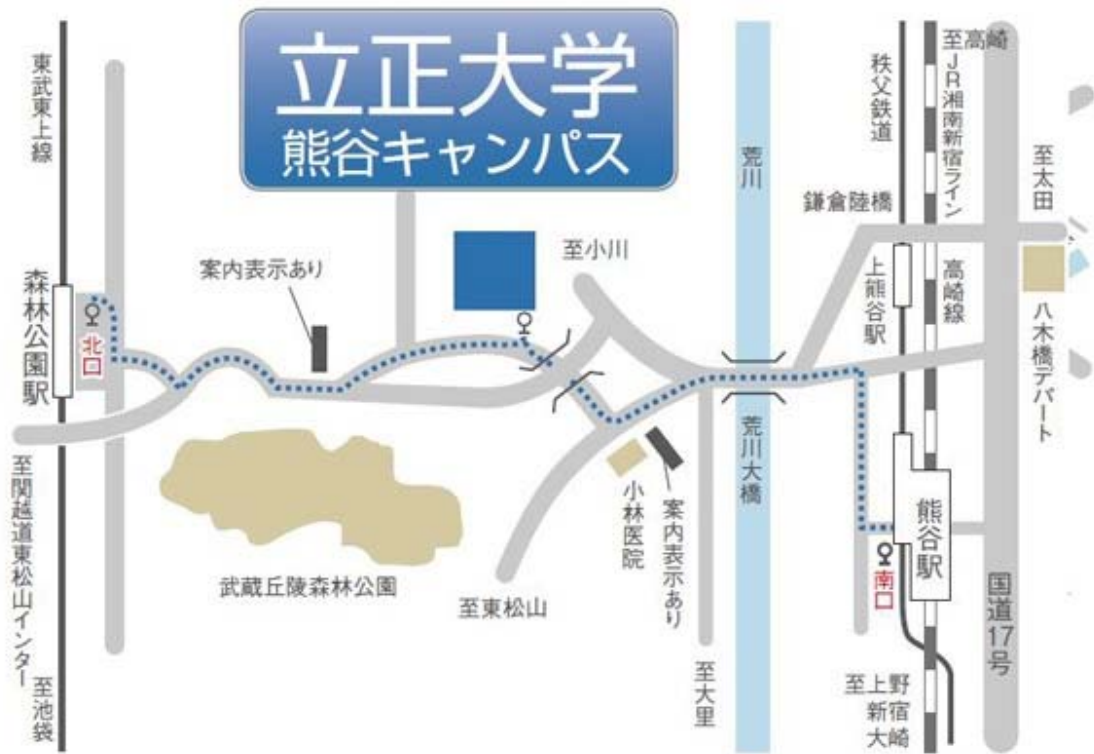 立正大学
熊谷キャンパス
東武東上線
森林公園駅
北口
至関越道東松山インター
至池袋
案内表示あり
武蔵丘陵森林公園
至小川
至東松山
小林医院
案内表示あり
至大里
荒川
荒川大橋
鎌倉陸橋
秩父鉄道
上熊谷駅
至高崎
JR湘南新宿ライン
高崎線
至太田
八木橋デパート
熊谷駅
南口
国道17号
至上野
新宿
大崎